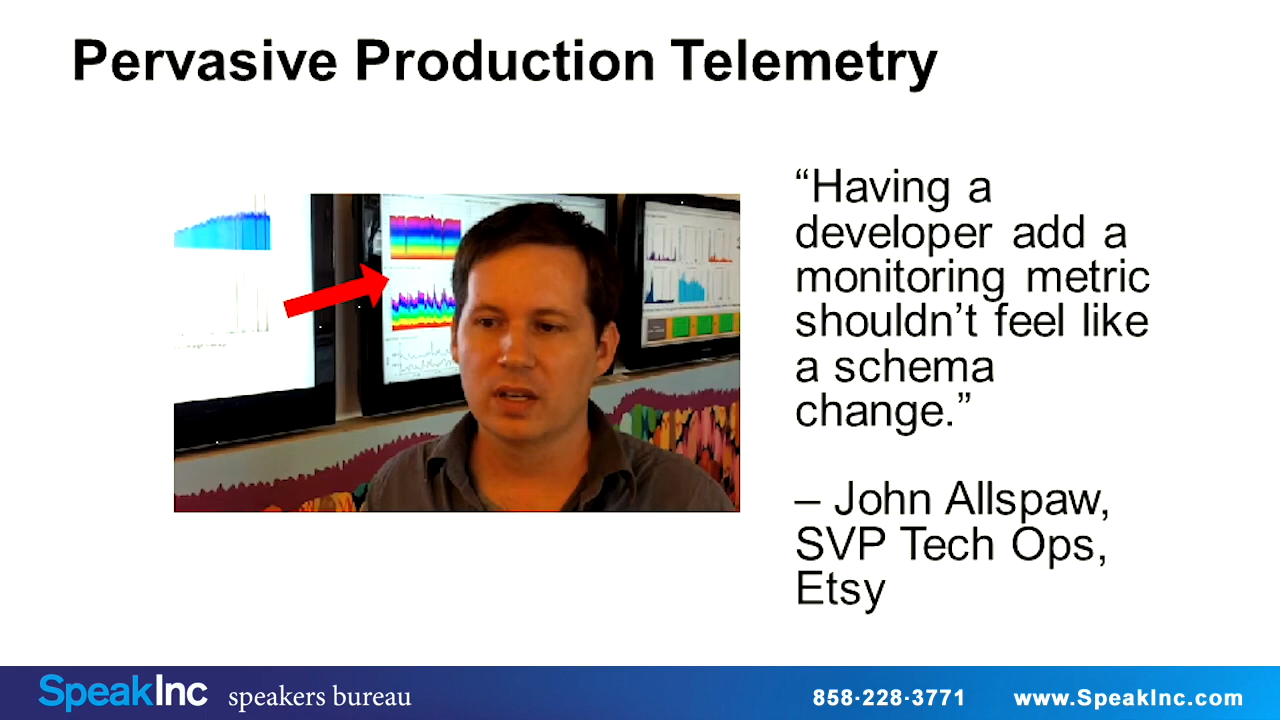 Pervasive Production Telemetry
“Having a
developer add a
monitoring metric
shouldn’t feel like
a schema
change.”
– John Allspaw,
SVP Tech Ops,
Etsy
SpeakInc speakers bureau
858·228·3771 www.SpeakInc.com